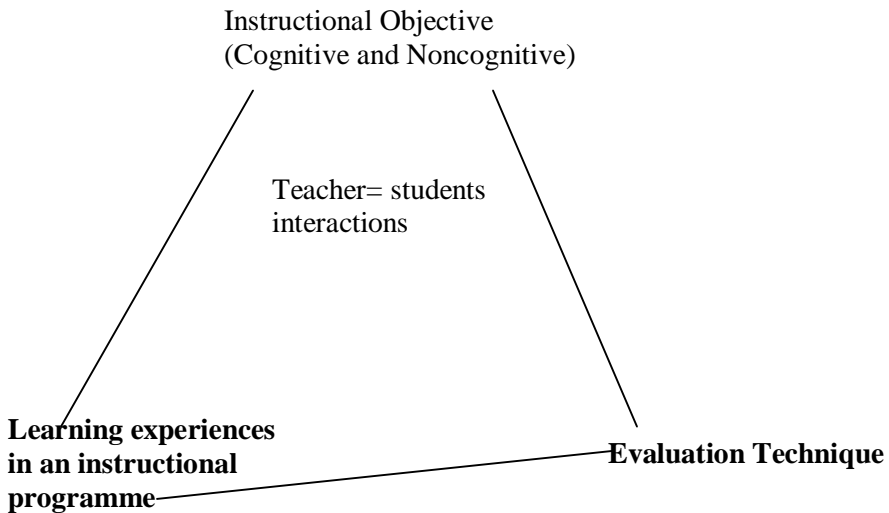 Instructional Objective
(Cognitive and Noncognitive)
Teacher= students
interactions
Learning experiences
in an instructional
programme
Evaluation Technique